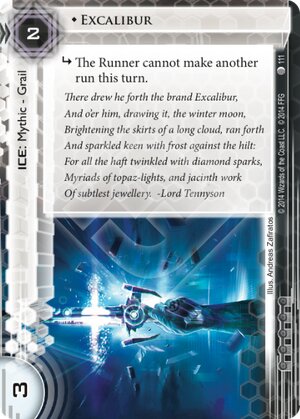 ◆ EXCALIBUR
2
↳ The Runner cannot make another
run this turn.
There drew he forth the brand Excalibur,
And o'er him, drawing it, the winter moon,
Brightening the skirts of a long cloud, ran forth
And sparkled keen with frost against the hilt:
For all the haft twinkled with diamond sparks,
Myriads of topaz-lights, and jacinth work
Of subtlest jewellery. -Lord Tennyson
ICE: Mythic - Grail
111
© 2014 Wizards of the Coast LLC. © 2014 FFG
Illus. Andreas Zafiratos
3